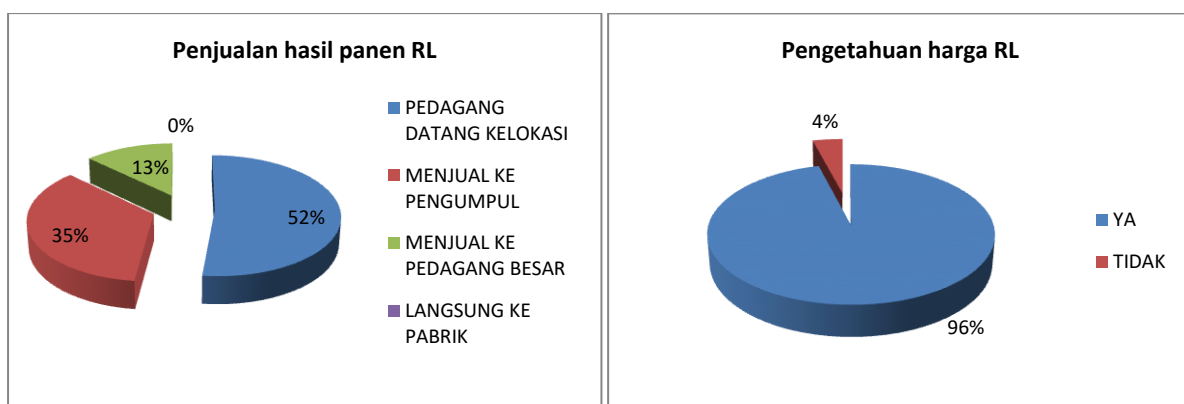 Penjualan hasil panen RL
0%
13%
52%
35%
PEDAGANG
DATANG KELOKASI
MENJUAL KE
PENGUMPUL
MENJUAL KE
PEDAGANG BESAR
LANGSUNG KE
PABRIK
Pengetahuan harga RL
4%
96%
YA
TIDAK